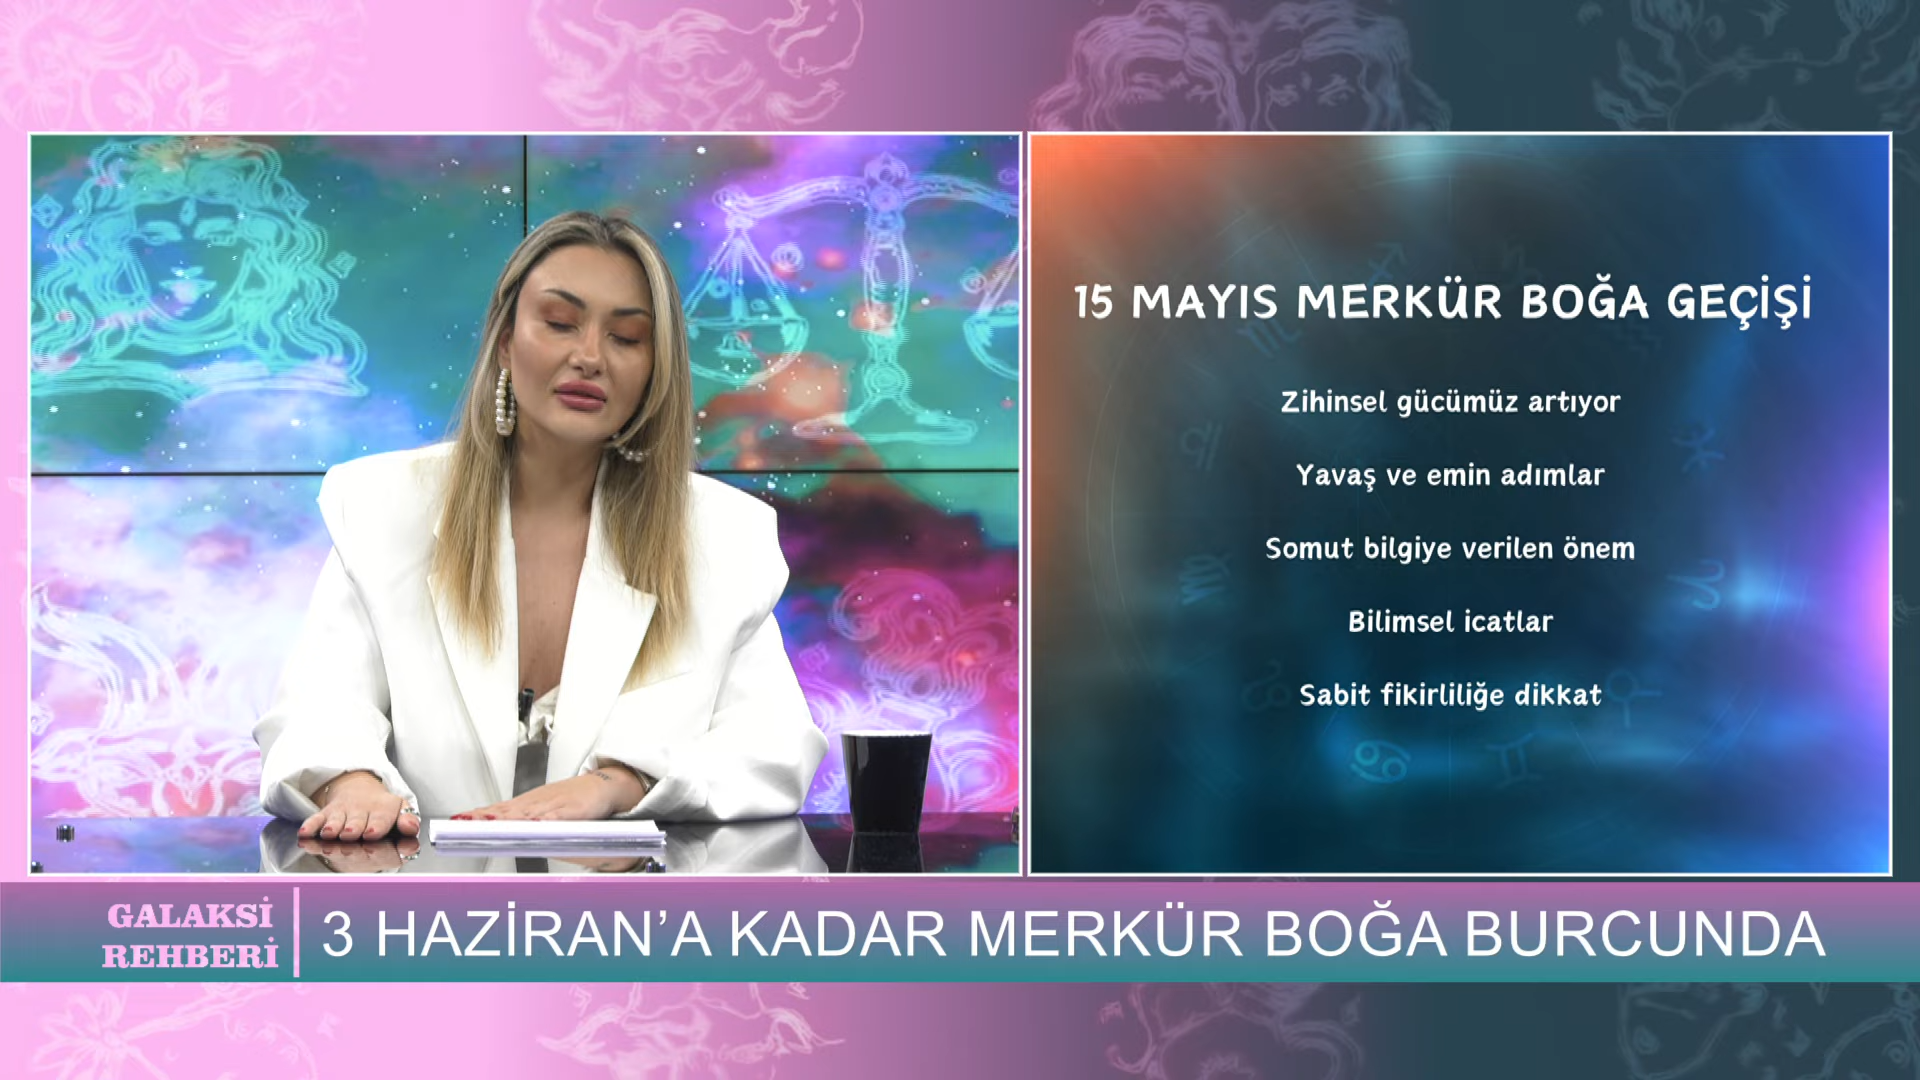 15 MAYIS MERKÜR BOĞA GEÇİŞİ
Zihinsel gücümüz artıyor
Yavaş ve emin adımlar
Somut bilgiye verilen önem
Bilimsel icatlar
Sabit fikirliliğe dikkat
GALAKSİ
REHBERİ
3 HAZİRAN’A KADAR MERKÜR BOĞA BURCUNDA